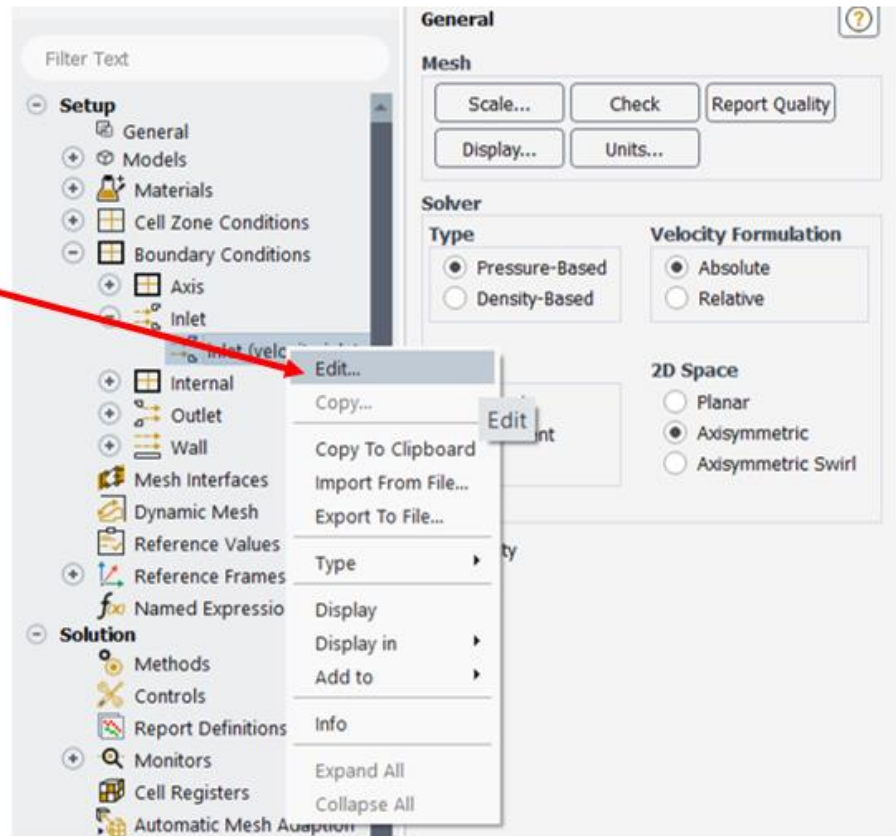 Filter Text
Setup
General
Models
Materials
Cell Zone Conditions
Boundary Conditions
Axis
Inlet
inlet (velc
Internal
Outlet
Wall
Mesh Interfaces
Dynamic Mesh
Reference Values
Reference Frames
f(x) Named Expressio
Solution
Methods
Controls
Report Definitions
Monitors
Cell Registers
Automatic Mesh Adaption
Edit...
Copy...
Edit
Copy To Clipboard
Import From File...
Export To File...
Type
Display
Display in
Add to
Info
Expand All
Collapse All
General
?
Mesh
Scale...
Check
Report Quality
Display...
Units...
Solver
Type
Velocity Formulation
Pressure-Based
Absolute
Density-Based
Relative
2D Space
Planar
nt
Axisymmetric
Axisymmetric Swirl
ty